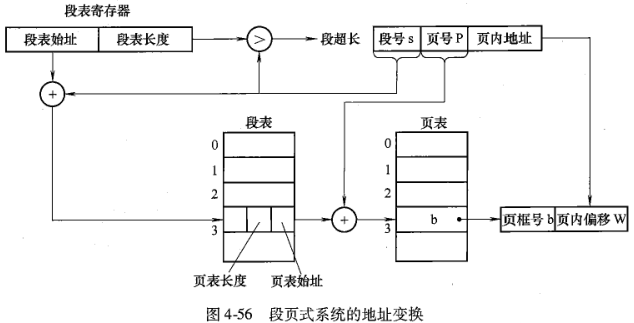 段表寄存器
段表始址 段表长度 > 段超长 段号 s 页号 P 页内地址
+
段表 页表
0 0
1 1
2 2
3 + 3 b 页框号 b 页内偏移 W
页表长度 页表始址
图 4-56 段页式系统的地址变换